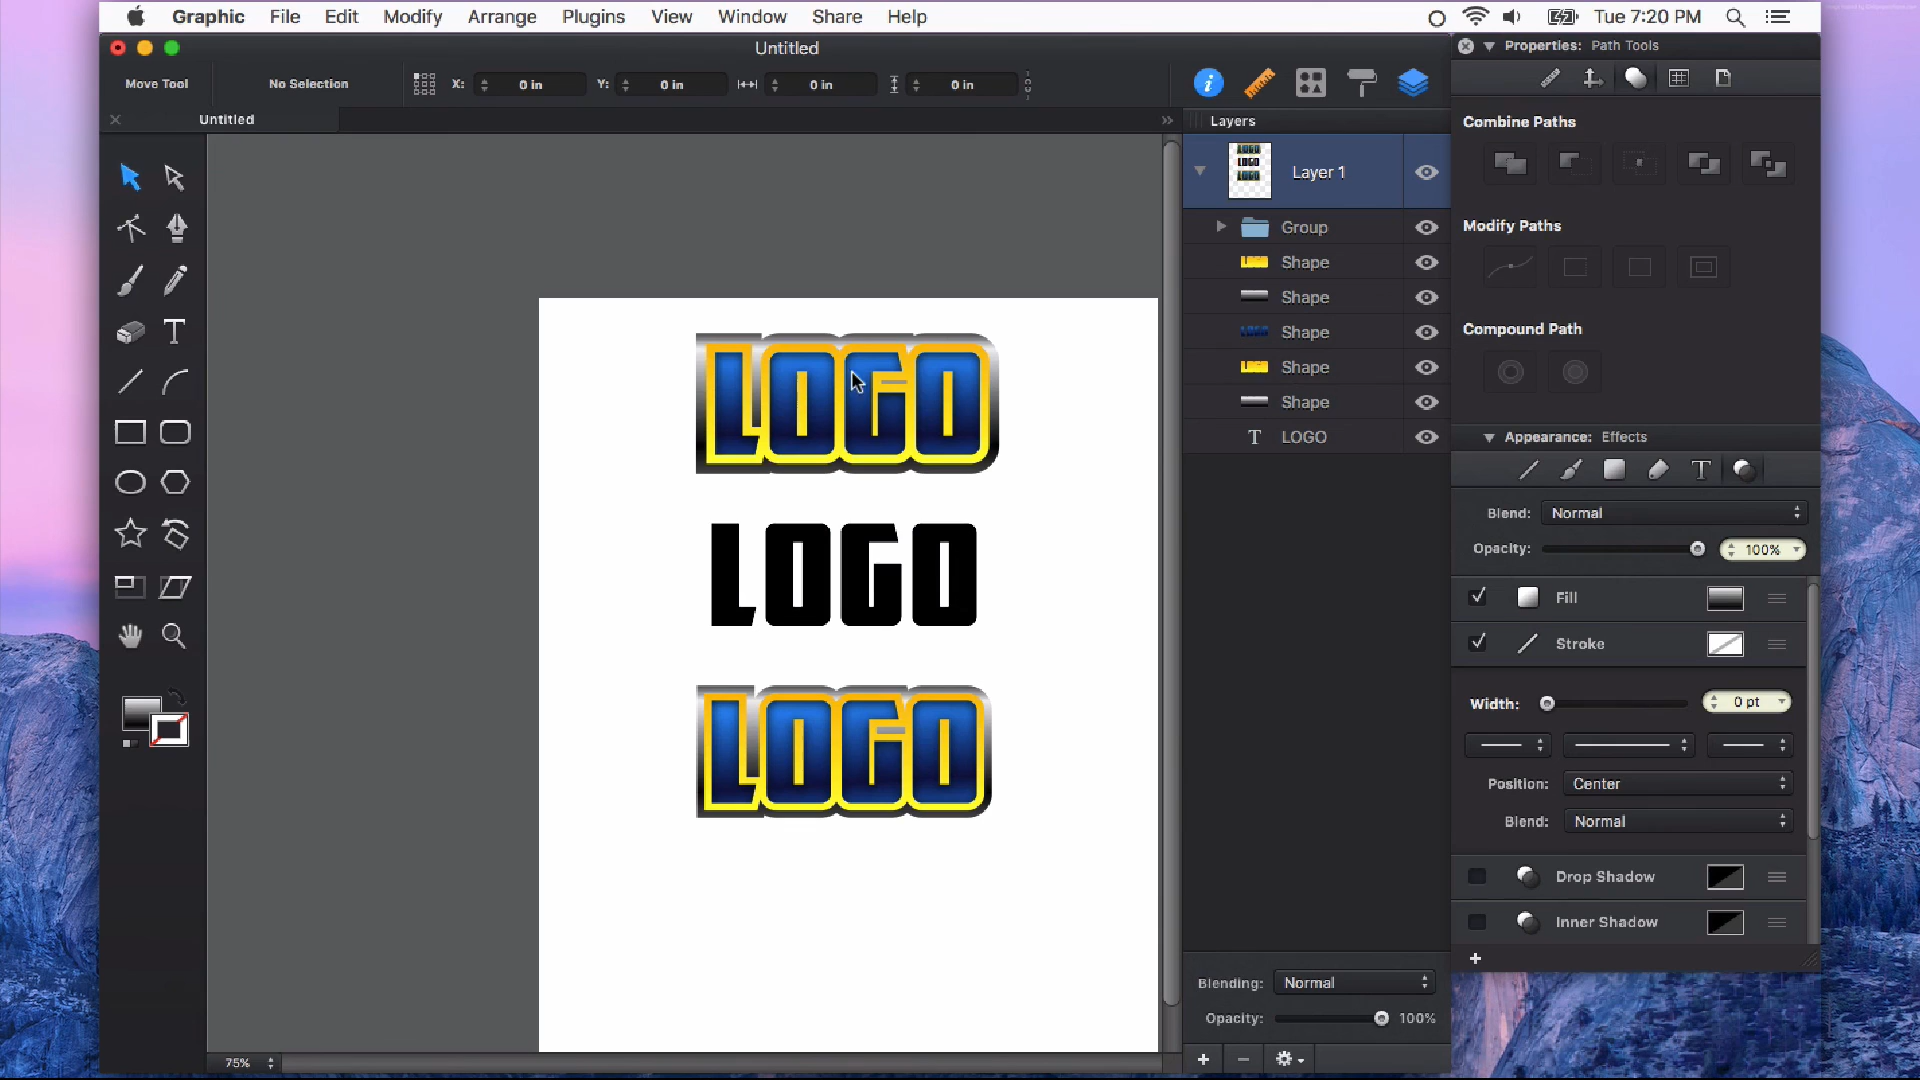 Graphic File Edit Modify Arrange Plugins View Window Share Help Tue 7:20 PM
Untitled
Move Tool No Selection X: 0 in Y: 0 in 0 in 0 in
Untitled
Layers
Layer 1
Group
Shape
Shape
Shape
Shape
Shape
T LOGO
LOGO
LOGO
LOGO
75%
Blending: Normal
Opacity: 100%
Properties: Path Tools
Combine Paths
Modify Paths
Compound Path
Appearance: Effects
Blend: Normal
Opacity: 100%
Fill
Stroke
Width: 0 pt
Position: Center
Blend: Normal
Drop Shadow
Inner Shadow